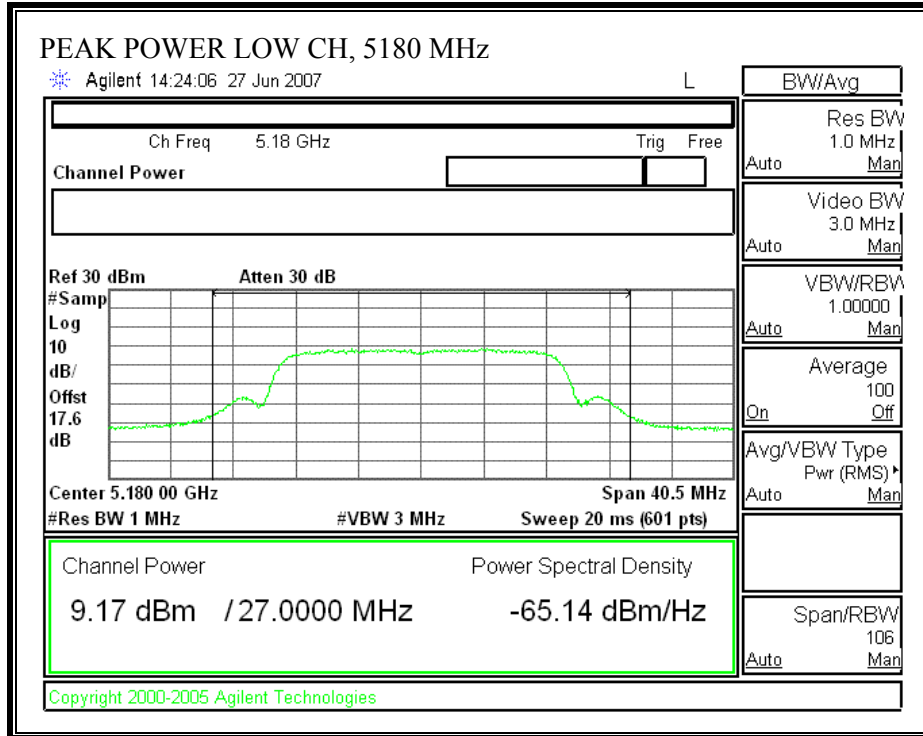 PEAK POWER LOW CH, 5180 MHz
Agilent 14:24:06 27 Jun 2007 L
Ch Freq 5.18 GHz Trig Free
Channel Power
Ref 30 dBm Atten 30 dB
#Samp
Log
10
dB/
Offst
17.6
dB
Center 5.180 00 GHz Span 40.5 MHz
#Res BW 1 MHz #VBW 3 MHz Sweep 20 ms (601 pts)
Channel Power Power Spectral Density
9.17 dBm /27.0000 MHz -65.14 dBm/Hz
Copyright 2000-2005 Agilent Technologies
BW/Avg
Res BW
1.0 MHz
Auto Man
Video BW
3.0 MHz
Auto Man
VBW/RBW
1.00000
Auto Man
Average
100
On Off
Avg/VBW Type
Pwr (RMS)
Auto Man
Span/RBW
106
Auto Man